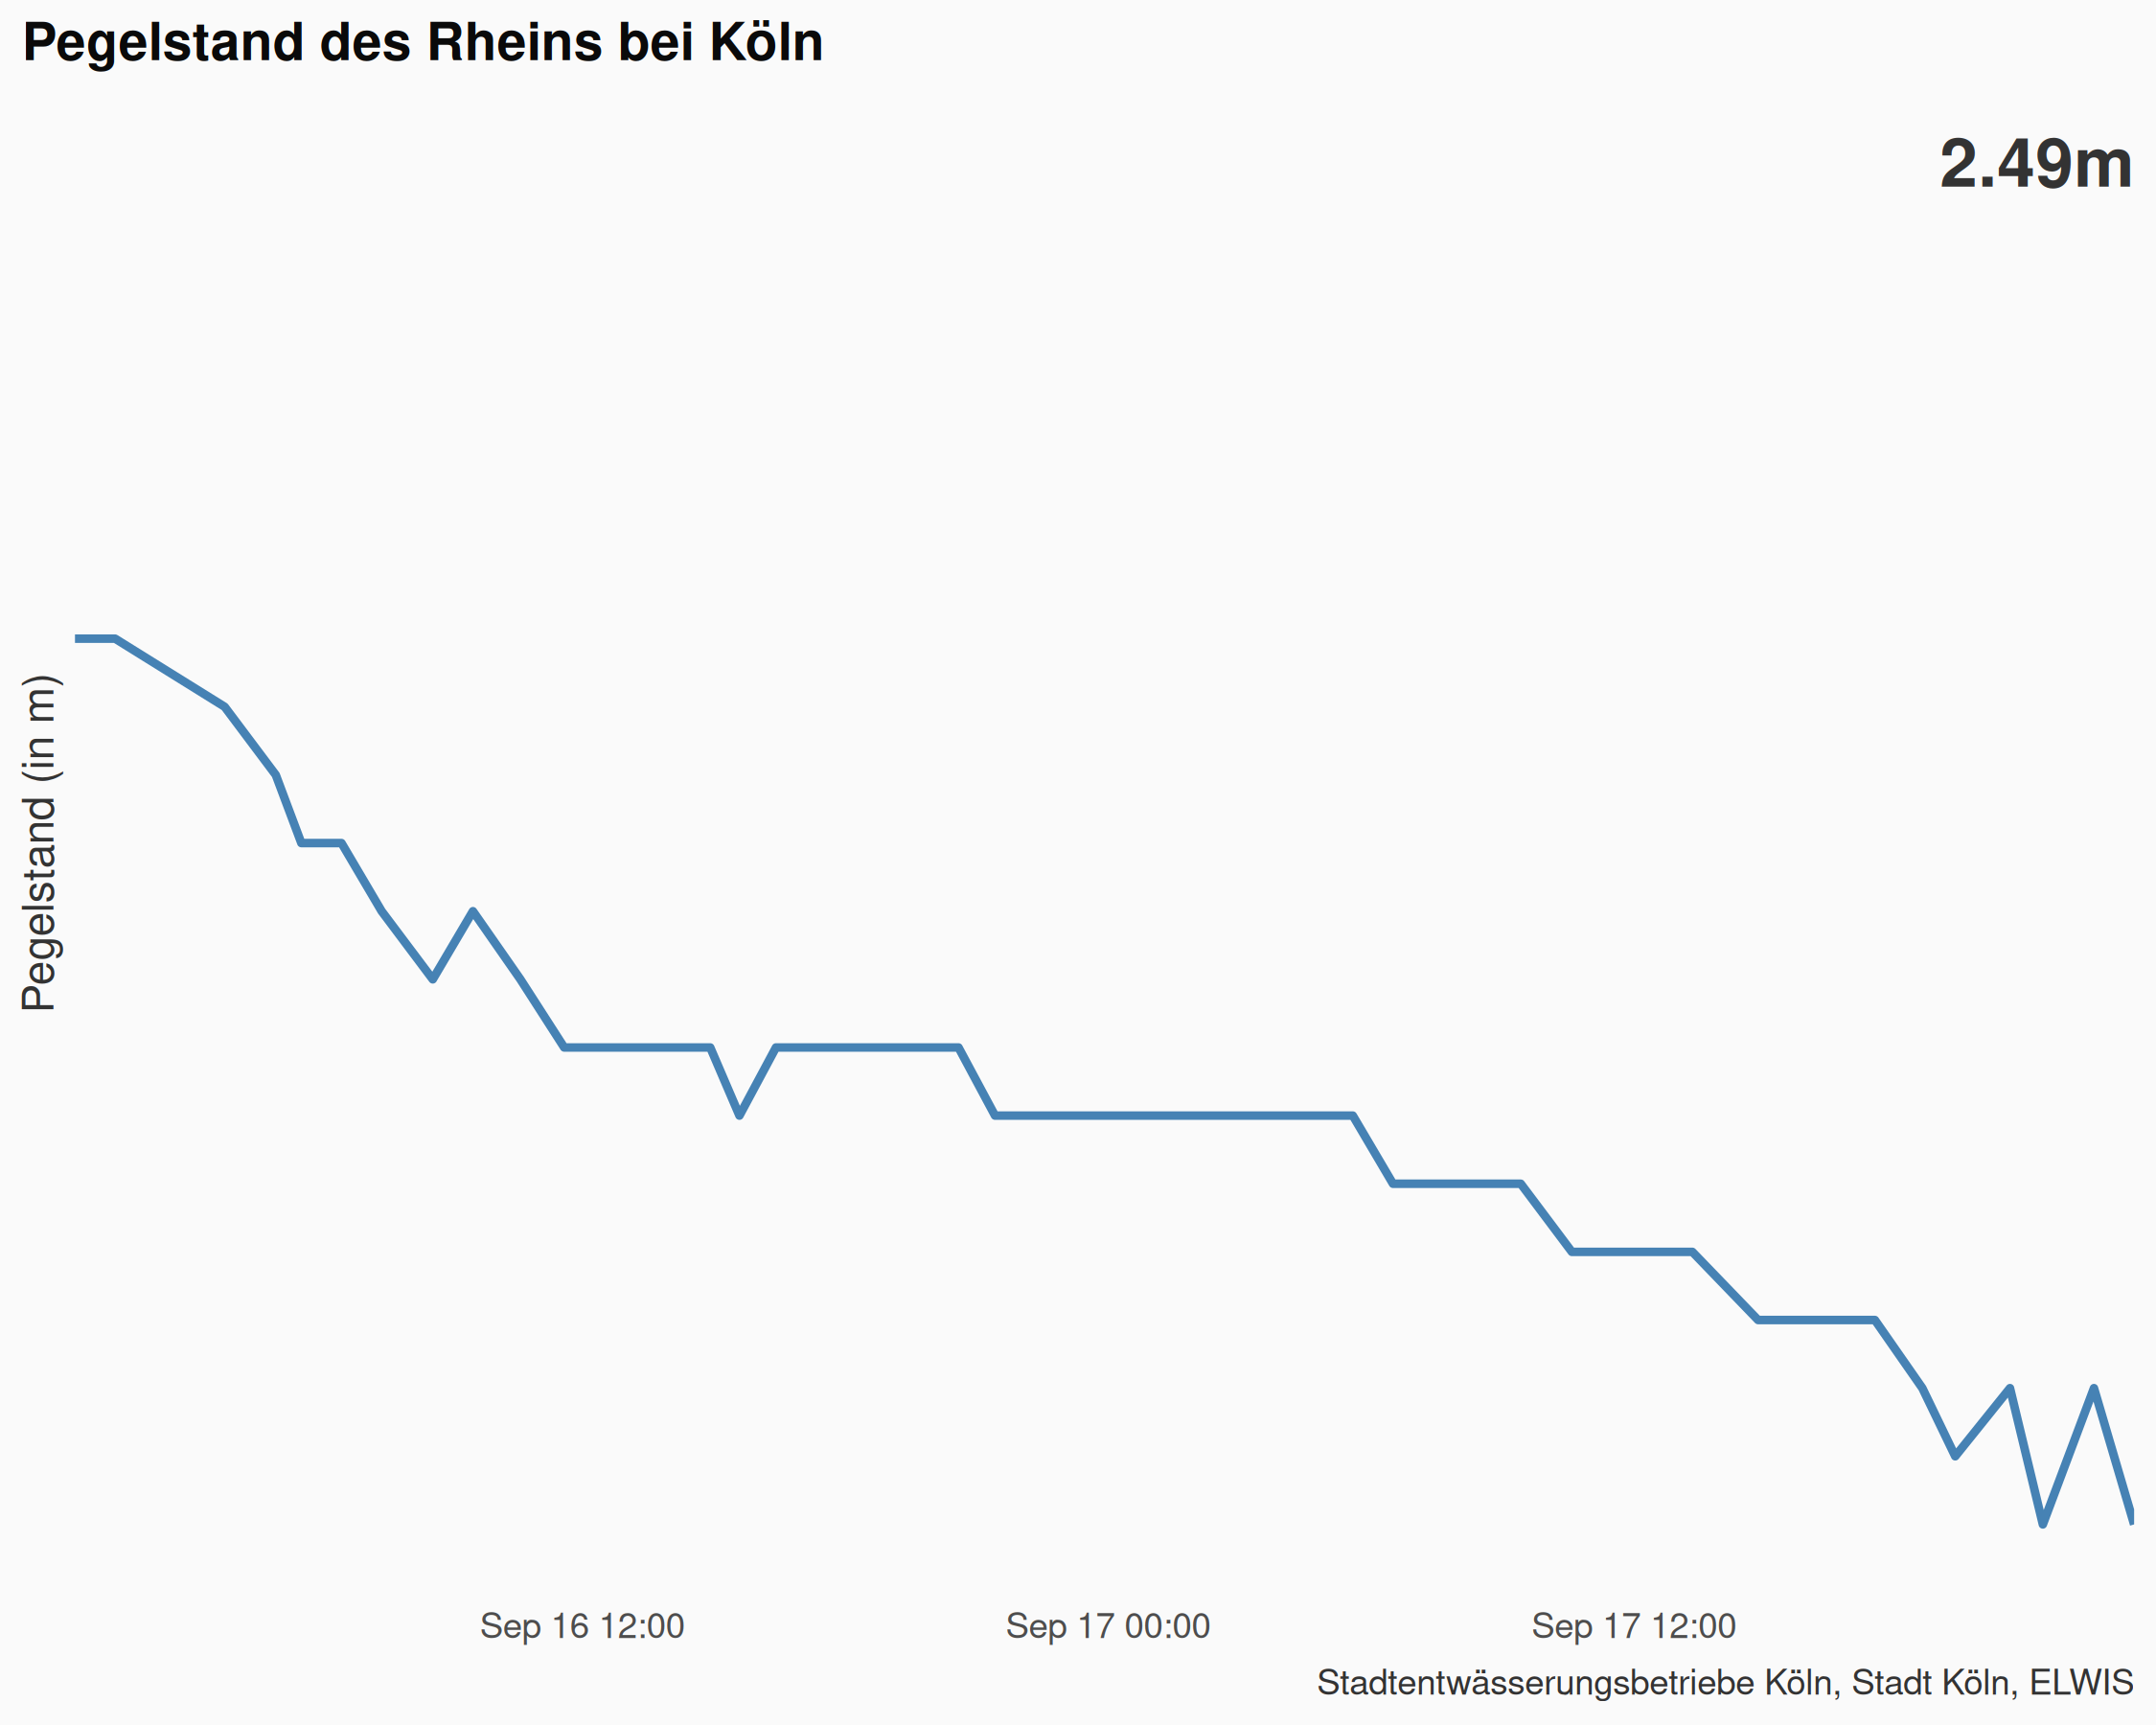 Pegelstand des Rheins bei Köln
2.49m
Pegelstand (in m)
Sep 16 12:00
Sep 17 00:00
Sep 17 12:00
Stadtentwässerungsbetriebe Köln, Stadt Köln, ELWIS